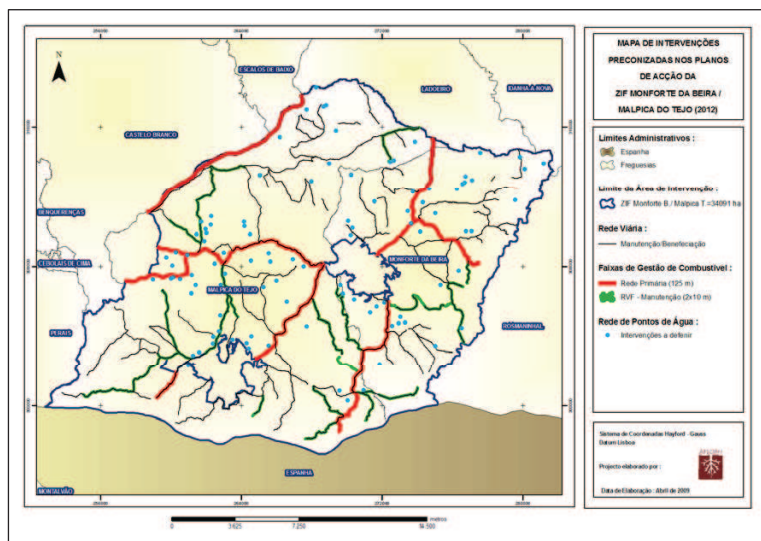 MAPA DE INTERVENÇÕES
PRECONIZADAS NOS PLANOS
DE ACÇÃO DA
ZIF MONFORTE DA BEIRA /
MALPICA DO TEJO (2012)
Limites Administrativos :
Espanha
Freguesias
Limite da Área de Intervenção :
ZIF Monforte B./ Malpica T.=34091 ha
Rede Viária :
Manutenção/Beneficiação
Faixas de Gestão de Combustível :
Rede Primária (125 m)
RVF - Manutenção (2x10 m)
Rede de Pontos de Água :
Intervenções a definir
Sistema de Coordenadas Hayford - Gauss
Datum Lisboa
Projecto elaborado por :
Data de Elaboração : Abril de 2009
N
ESCALOS DE BAIXO
LADOEIRO
IDANHA-A-NOVA
CASTELO BRANCO
BENQUERENÇAS
CEBOLAIS DE CIMA
MONFORTE DA BEIRA
MALPICA DO TEJO
PERAIS
ROSMANINHAL
ESPANHA
MONTALVÃO
metros
0
3.625
7.250
14.500